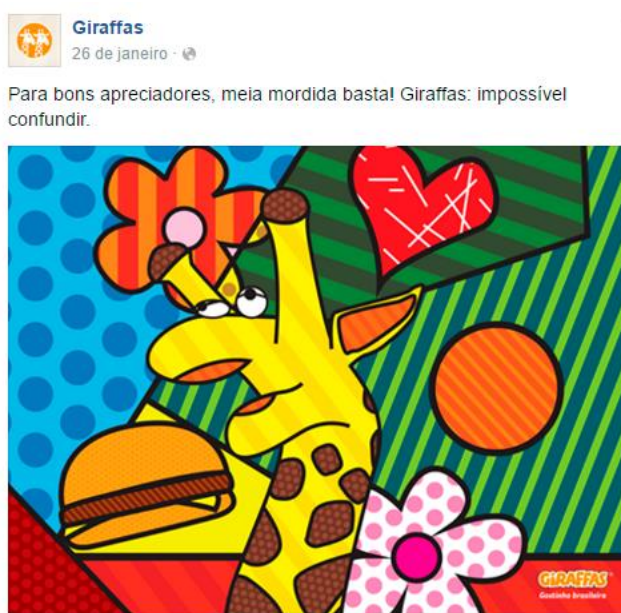 Giraffas
26 de janeiro ·
Para bons apreciadores, meia mordida basta! Giraffas: impossível
confundir.
GIRAFFAS
Gostinho brasileiro